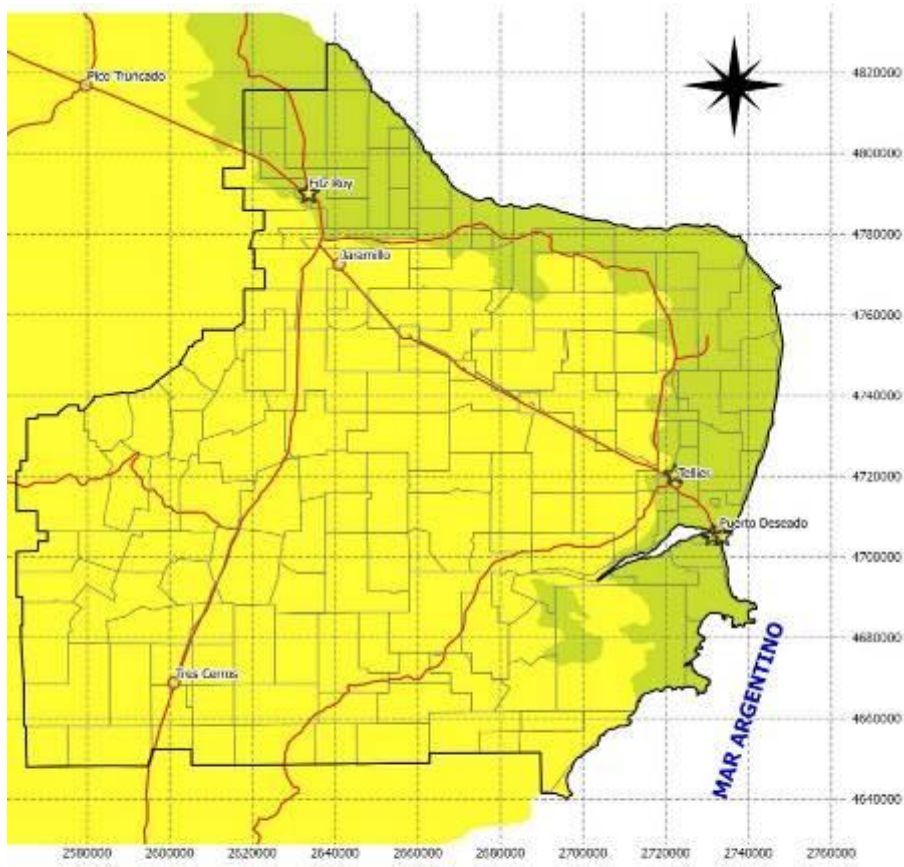 Pico Truncado
4820000
4800000
Fitz Roy
4780000
Jaramillo
4760000
4740000
Tellier
4720000
Puerto Deseado
4700000
4680000
Tres Cerros
MAR ARGENTINO
4660000
4640000
2580000 2600000 2620000 2640000 2660000 2680000 2700000 2720000 2740000 2760000